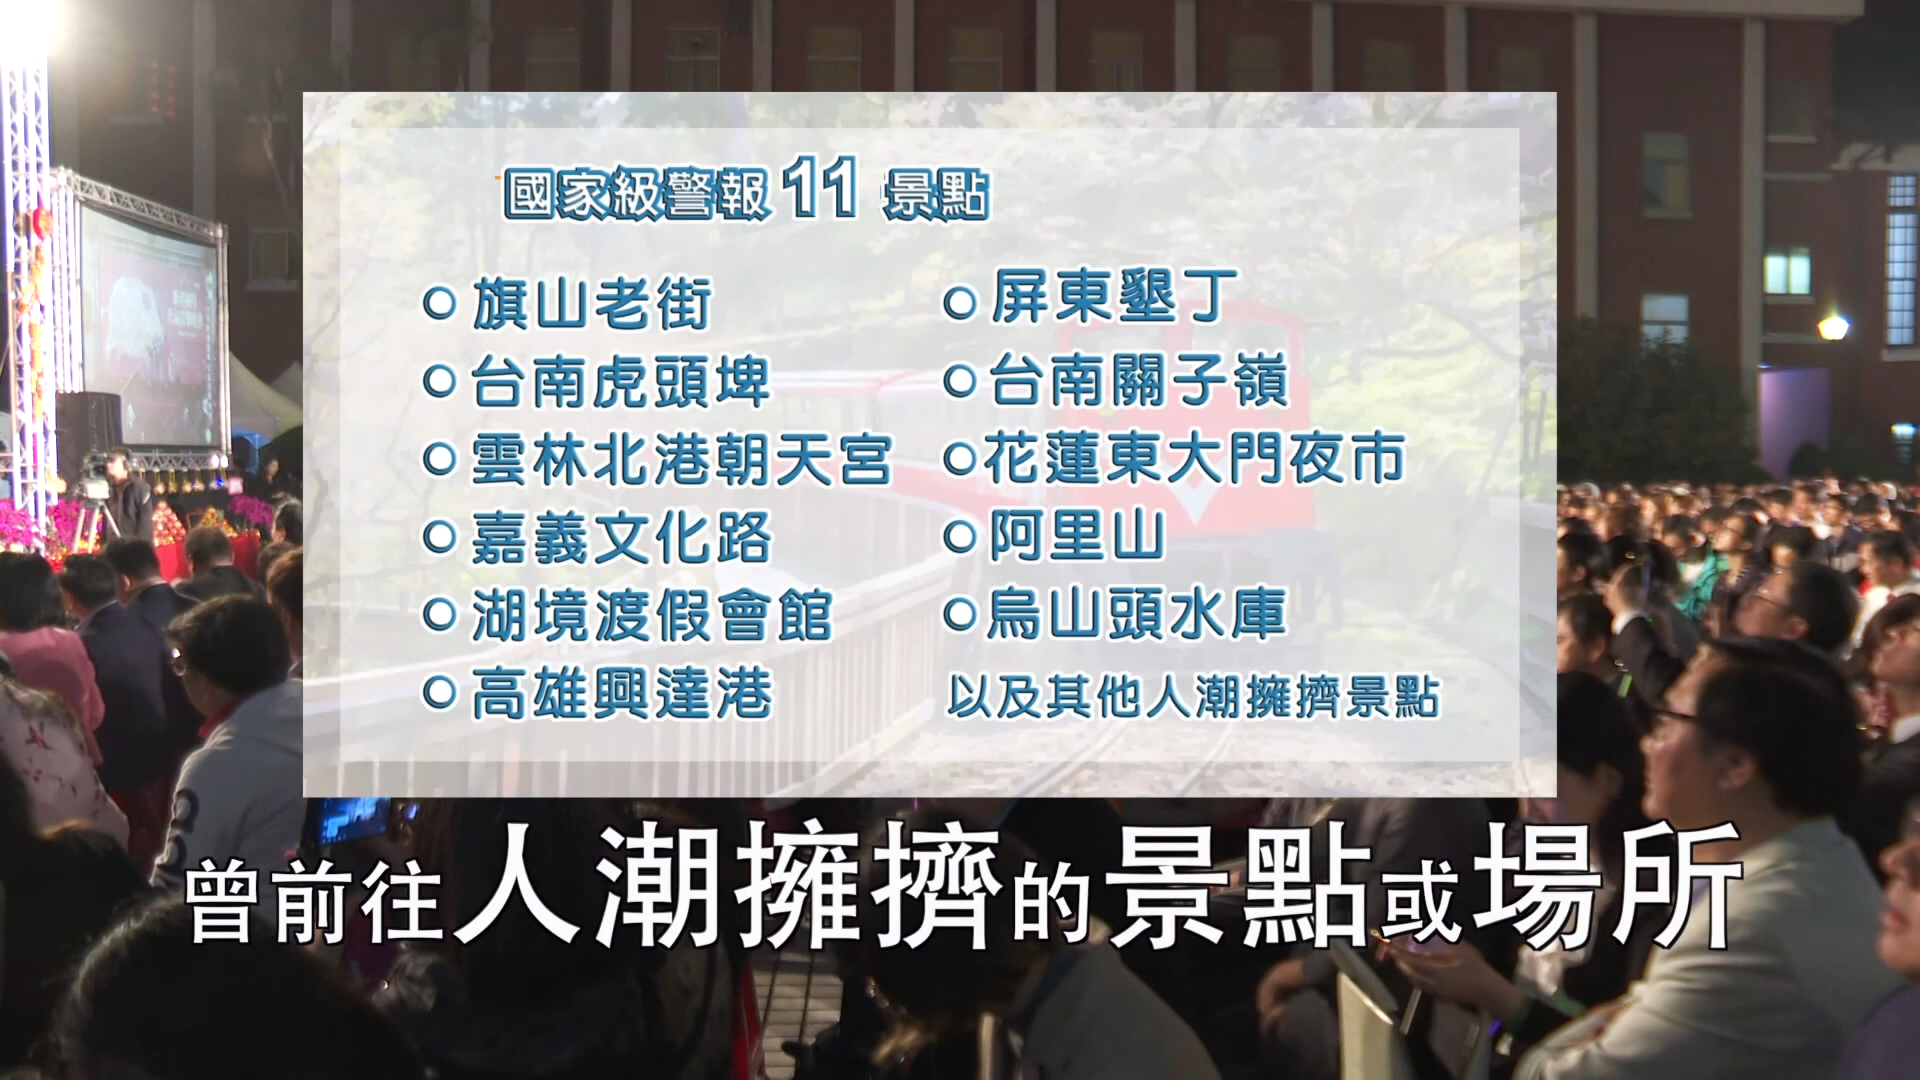 國家級警報11景點
旗山老街
台南虎頭埤
雲林北港朝天宮
嘉義文化路
湖境渡假會館
高雄興達港
屏東墾丁
台南關子嶺
花蓮東大門夜市
阿里山
烏山頭水庫
以及其他人潮擁擠景點
曾前往人潮擁擠的景點或場所